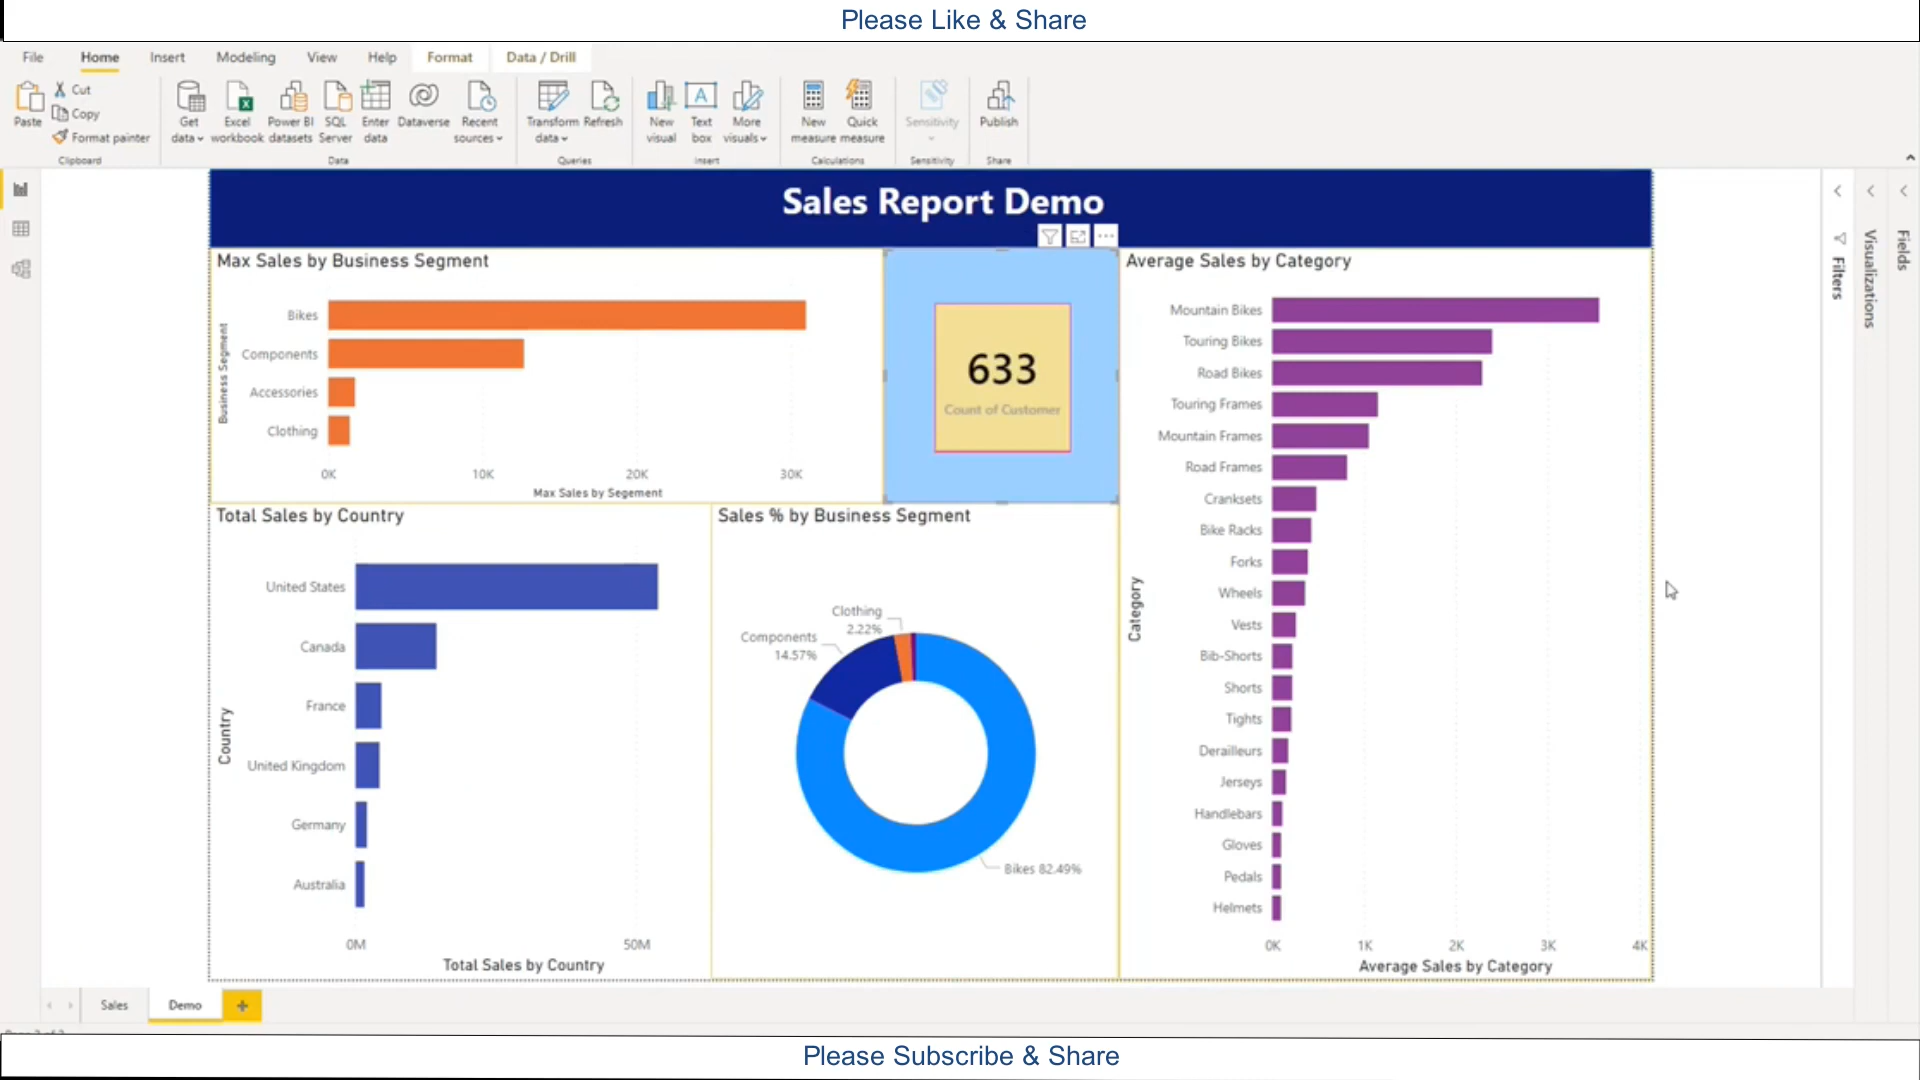 Please Like & Share
File Home Insert Modeling View Help Format Data / Drill
Paste
Cut
Copy
Format painter
Get data
Excel workbook
Power BI datasets
SQL Server
Enter data
Dataverse
Recent sources
Transform data
Refresh
New visual
Text box
More visuals
New measure
Quick measure
Sensitivity
Publish
Clipboard Data Queries Insert Calculations Sensitivity Share
Sales Report Demo
Max Sales by Business Segment
Business Segment
Bikes
Components
Accessories
Clothing
0K 10K 20K 30K
Max Sales by Segement
633
Count of Customer
Average Sales by Category
Category
Mountain Bikes
Touring Bikes
Road Bikes
Touring Frames
Mountain Frames
Road Frames
Cranksets
Bike Racks
Forks
Wheels
Vests
Bib-Shorts
Shorts
Tights
Derailleurs
Jerseys
Handlebars
Gloves
Pedals
Helmets
0K 1K 2K 3K 4K
Average Sales by Category
Total Sales by Country
Country
United States
Canada
France
United Kingdom
Germany
Australia
0M 50M
Total Sales by Country
Sales % by Business Segment
Clothing
2.22%
Components
14.57%
Bikes 82.49%
Filters
Visualizations
Fields
Sales Demo
Please Subscribe & Share